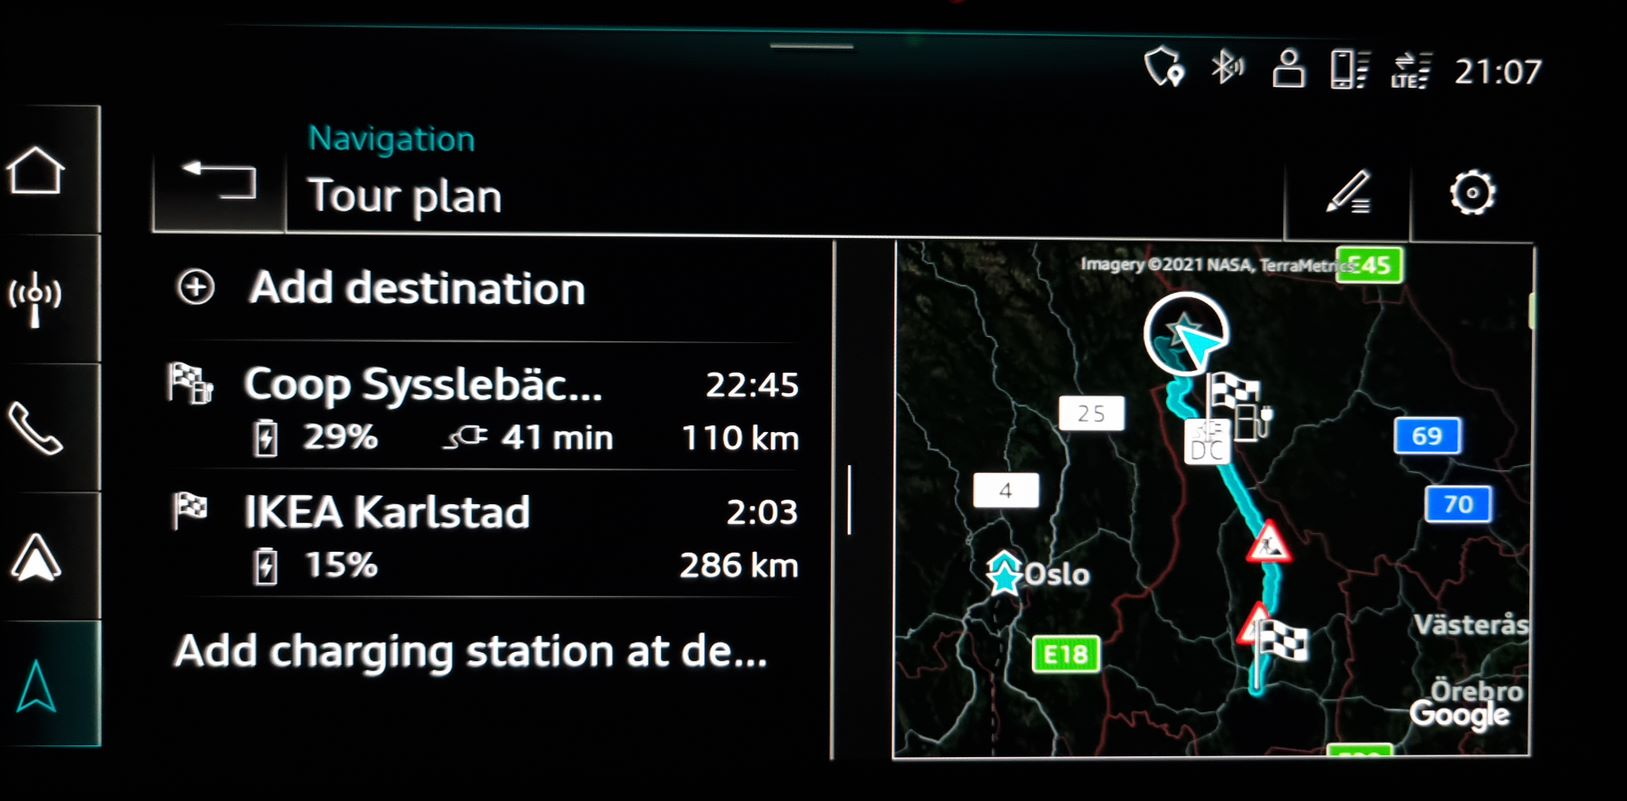 LTE 21:07
Navigation
Tour plan
Add destination
Coop Sysslebäc... 22:45
29% 41 min 110 km
IKEA Karlstad 2:03
15% 286 km
Add charging station at de...
Imagery ©2021 NASA, TerraMetrics
E45
25
DC
69
4
70
Oslo
Västerås
E18
Örebro
Google